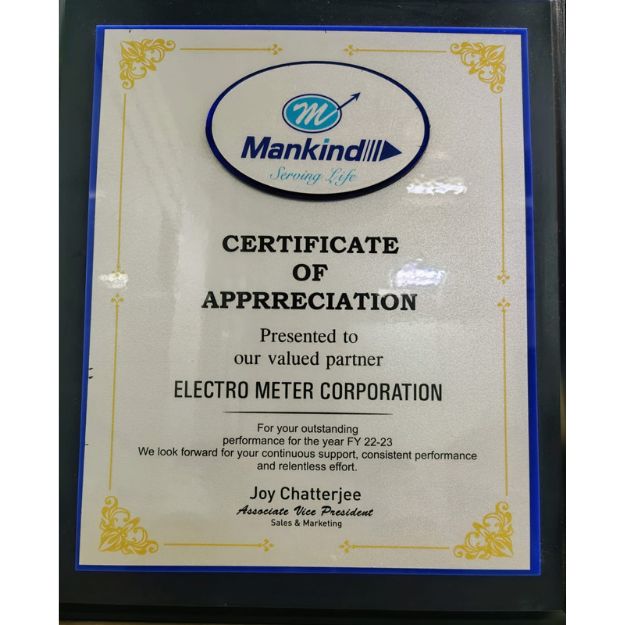 m
Mankind
Serving Life
CERTIFICATE
OF
APPRRECIATION
Presented to
our valued partner
ELECTRO METER CORPORATION
For your outstanding
performance for the year FY 22-23
We look forward for your continuous support, consistent performance
and relentless effort.
Joy Chatterjee
Associate Vice President
Sales & Marketing